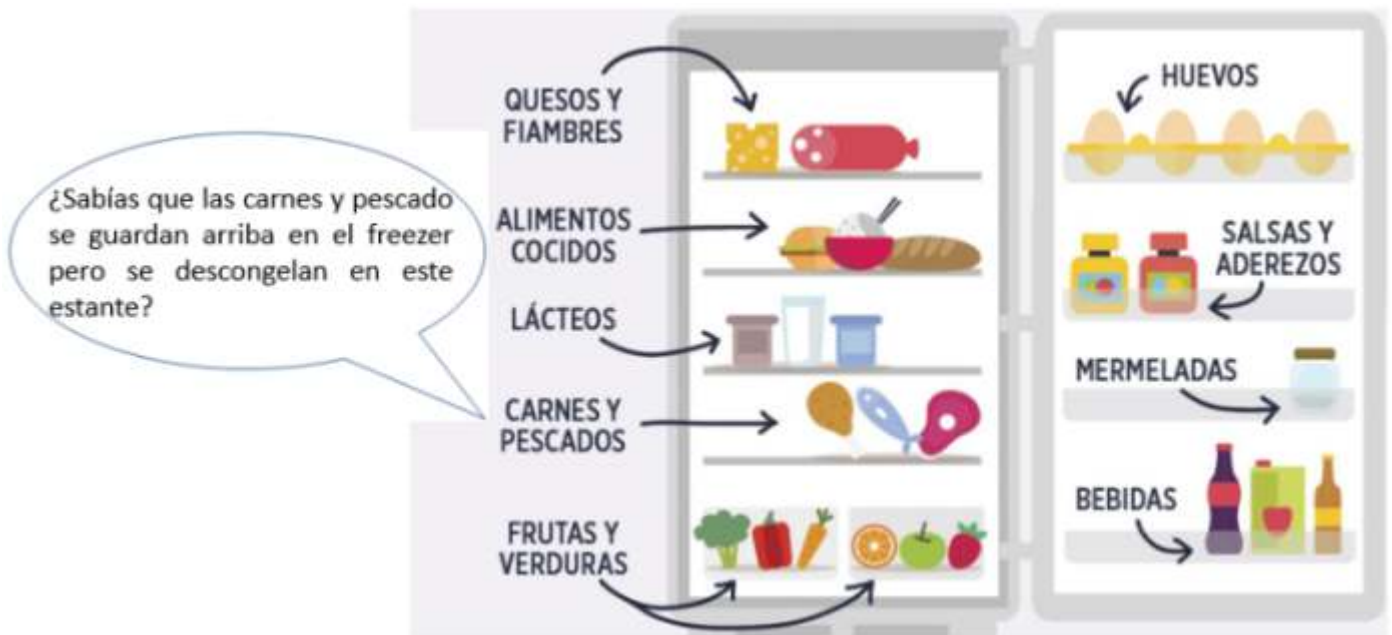 ¿Sabías que las carnes y pescado
se guardan arriba en el freezer
pero se descongelan en este
estante?
QUESOS Y
FIAMBRES
ALIMENTOS
COCIDOS
LÁCTEOS
CARNES Y
PESCADOS
FRUTAS Y
VERDURAS
HUEVOS
SALSAS Y
ADEREZOS
MERMELADAS
BEBIDAS